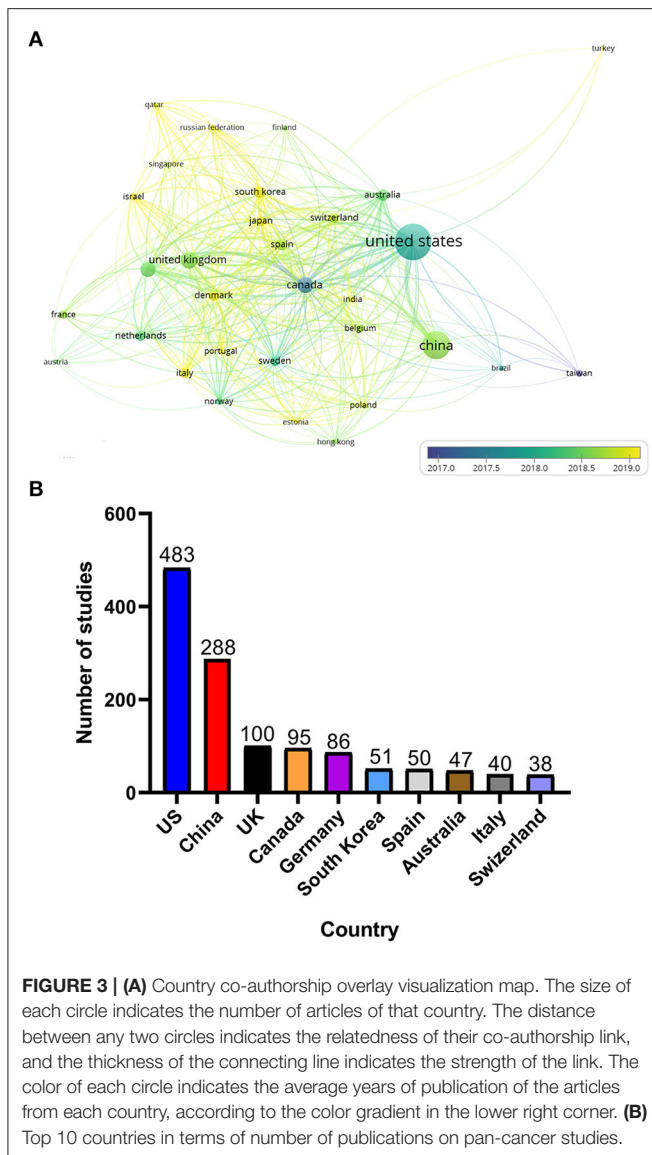 A
turkey
qatar
russian federation
finland
singapore
israel
south korea
australia
japan
switzerland
united states
spain
united kingdom
canada
denmark
india
france
belgium
netherlands
china
portugal
sweden
austria
italy
brazil
taiwan
norway
poland
estonia
hong kong
2017.0 2017.5 2018.0 2018.5 2019.0
B
Number of studies
600
400
200
0
483
288
100
95
86
51
50
47
40
38
US
China
UK
Canada
Germany
South Korea
Spain
Australia
Italy
Swizerland
Country
FIGURE 3 | (A) Country co-authorship overlay visualization map. The size of
each circle indicates the number of articles of that country. The distance
between any two circles indicates the relatedness of their co-authorship link,
and the thickness of the connecting line indicates the strength of the link. The
color of each circle indicates the average years of publication of the articles
from each country, according to the color gradient in the lower right corner. (B)
Top 10 countries in terms of number of publications on pan-cancer studies.